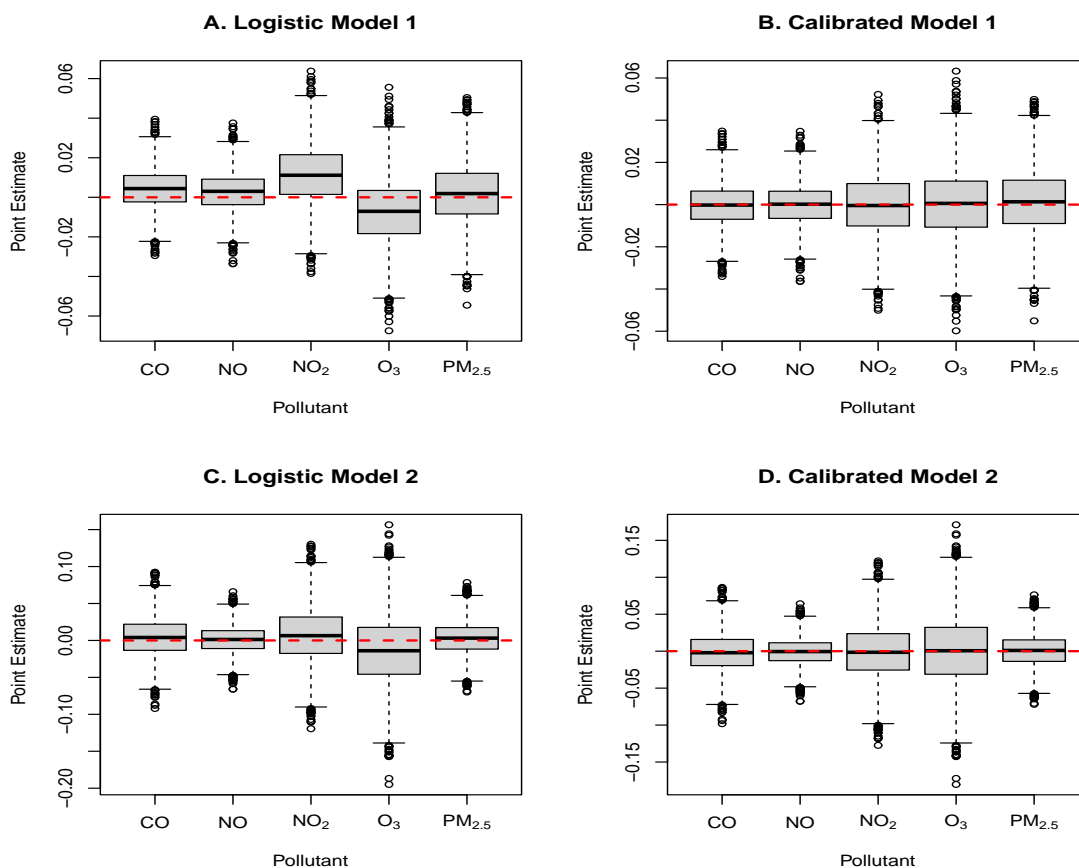 A. Logistic Model 1
Point Estimate
0.06
0.02
−0.02
−0.06
CO NO NO₂ O₃ PM₂.₅
Pollutant
B. Calibrated Model 1
Point Estimate
0.06
0.02
−0.02
−0.06
CO NO NO₂ O₃ PM₂.₅
Pollutant
C. Logistic Model 2
Point Estimate
0.10
0.00
−0.10
−0.20
CO NO NO₂ O₃ PM₂.₅
Pollutant
D. Calibrated Model 2
Point Estimate
0.15
0.05
−0.05
−0.15
CO NO NO₂ O₃ PM₂.₅
Pollutant